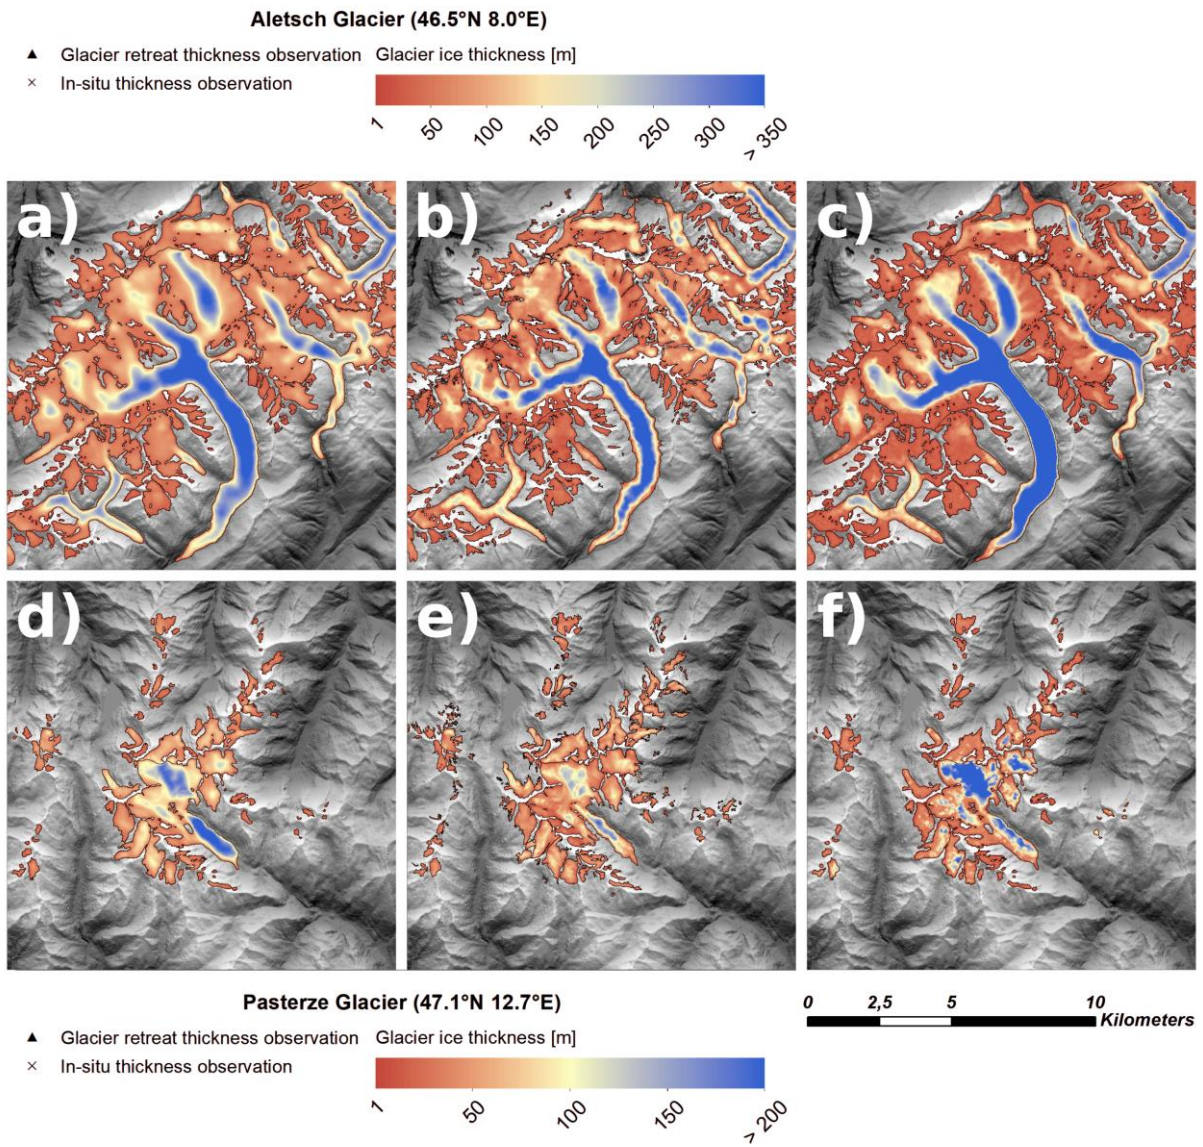 Aletsch Glacier (46.5°N 8.0°E)
▲ Glacier retreat thickness observation Glacier ice thickness [m]
× In-situ thickness observation
1 50 100 150 200 250 300 > 350
a) b) c)
d) e) f)
Pasterze Glacier (47.1°N 12.7°E)
0 2,5 5 10
Kilometers
▲ Glacier retreat thickness observation Glacier ice thickness [m]
× In-situ thickness observation
1 50 100 150 > 200